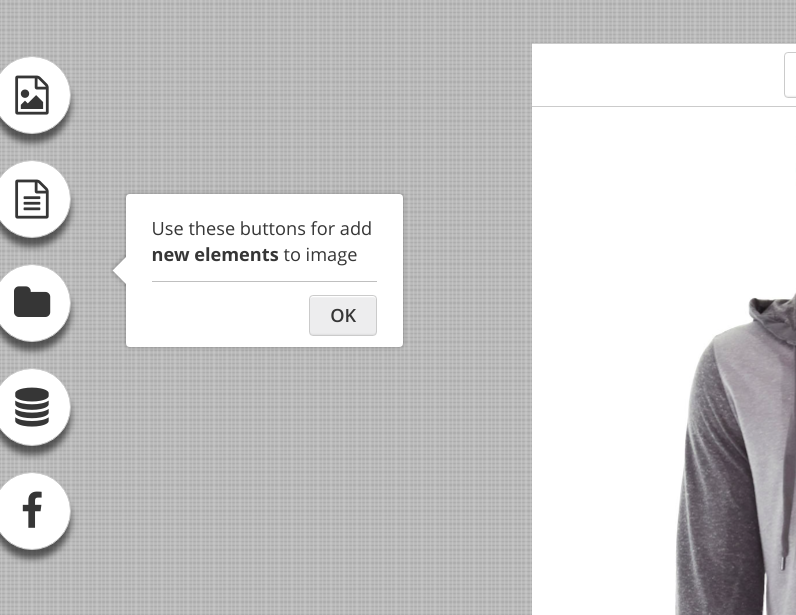 Use these buttons for add
new elements to image
OK